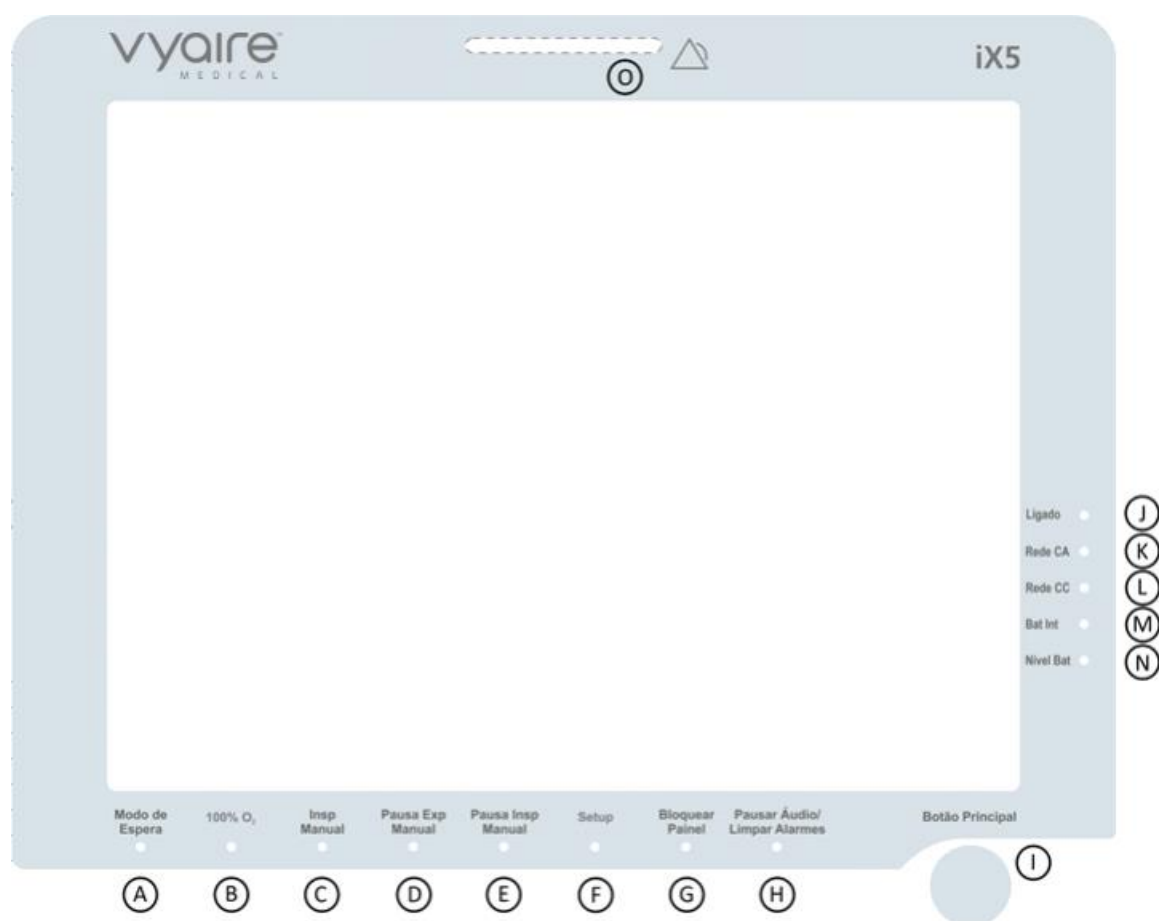 vyaire™
MEDICAL
iX5
O
Ligado
J
Rede CA
K
Rede CC
L
Bat Int
M
Nível Bat
N
Modo de
Espera
100% O₂
Insp
Manual
Pausa Exp
Manual
Pausa Insp
Manual
Setup
Bloquear
Painel
Pausar Áudio/
Limpar Alarmes
Botão Principal
A
B
C
D
E
F
G
H
I